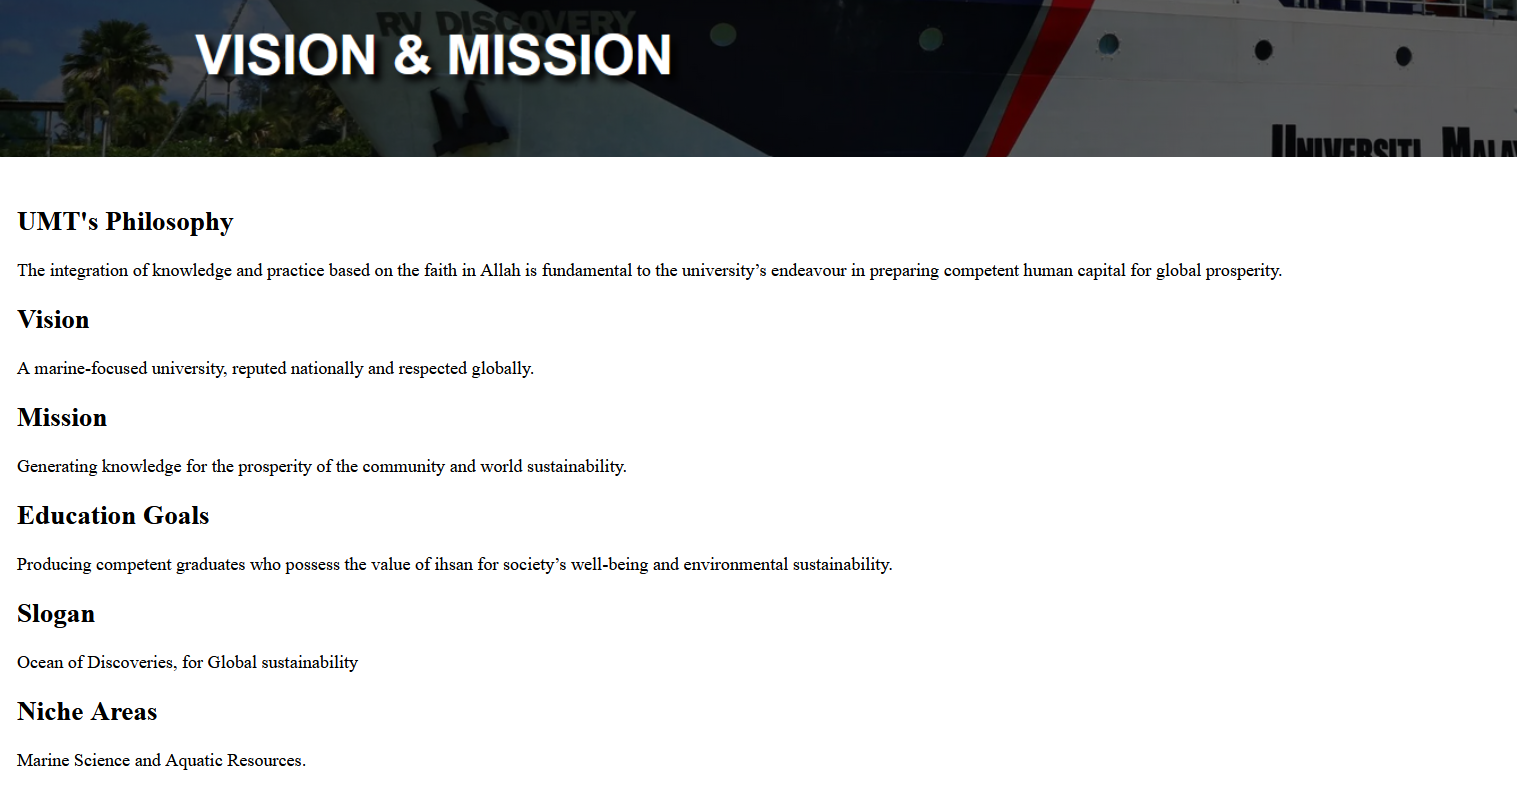 RV DISCOVERY
VISION & MISSION
UNIVERSITI MALA
UMT's Philosophy
The integration of knowledge and practice based on the faith in Allah is fundamental to the university’s endeavour in preparing competent human capital for global prosperity.
Vision
A marine-focused university, reputed nationally and respected globally.
Mission
Generating knowledge for the prosperity of the community and world sustainability.
Education Goals
Producing competent graduates who possess the value of ihsan for society’s well-being and environmental sustainability.
Slogan
Ocean of Discoveries, for Global sustainability
Niche Areas
Marine Science and Aquatic Resources.